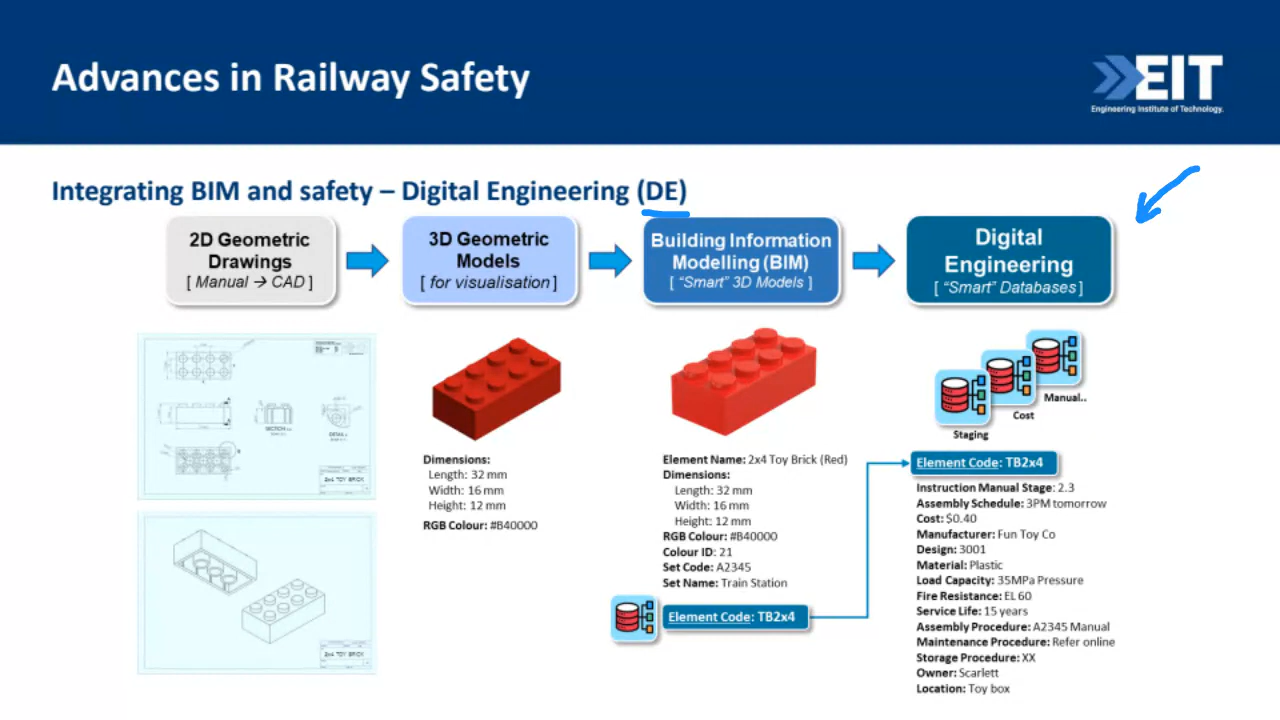 Advances in Railway Safety
EIT
Engineering Institute of Technology.
Integrating BIM and safety – Digital Engineering (DE)
2D Geometric
Drawings
[ Manual → CAD ]
3D Geometric
Models
[ for visualisation ]
Building Information
Modelling (BIM)
[ “Smart” 3D Models ]
Digital
Engineering
[ “Smart” Databases ]
2x4 TOY BRICK
2x4 TOY BRICK
Dimensions:
Length: 32 mm
Width: 16 mm
Height: 12 mm
RGB Colour: #B40000
Element Name: 2x4 Toy Brick (Red)
Dimensions:
Length: 32 mm
Width: 16 mm
Height: 12 mm
RGB Colour: #B40000
Colour ID: 21
Set Code: A2345
Set Name: Train Station
Element Code: TB2x4
Manual..
Cost
Staging
Element Code: TB2x4
Instruction Manual Stage: 2.3
Assembly Schedule: 3PM tomorrow
Cost: $0.40
Manufacturer: Fun Toy Co
Design: 3001
Material: Plastic
Load Capacity: 35MPa Pressure
Fire Resistance: EL 60
Service Life: 15 years
Assembly Procedure: A2345 Manual
Maintenance Procedure: Refer online
Storage Procedure: XX
Owner: Scarlett
Location: Toy box